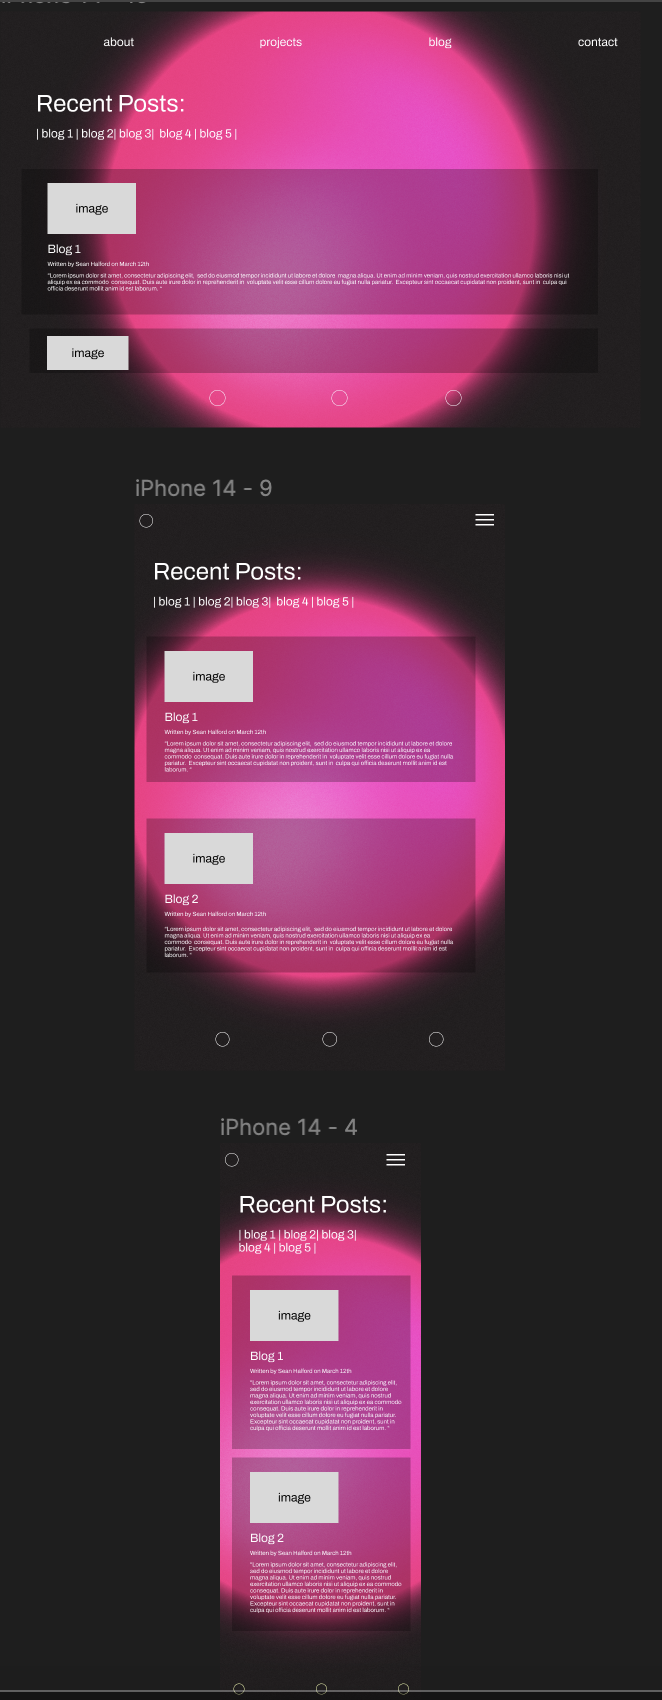 about projects blog contact
Recent Posts:
| blog 1 | blog 2| blog 3| blog 4 | blog 5 |
image
Blog 1
Written by Sean Halford on March 12th
"Lorem ipsum dolor sit amet, consectetur adipiscing elit, sed do eiusmod tempor incididunt ut labore et dolore magna aliqua. Ut enim ad minim veniam, quis nostrud exercitation ullamco laboris nisi ut
aliquip ex ea commodo consequat. Duis aute irure dolor in reprehenderit in voluptate velit esse cillum dolore eu fugiat nulla pariatur. Excepteur sint occaecat cupidatat non proident, sunt in culpa qui
officia deserunt mollit anim id est laborum. "
image
iPhone 14 - 9
Recent Posts:
| blog 1 | blog 2| blog 3| blog 4 | blog 5 |
image
Blog 1
Written by Sean Halford on March 12th
"Lorem ipsum dolor sit amet, consectetur adipiscing elit, sed do eiusmod tempor incididunt ut labore et dolore
magna aliqua. Ut enim ad minim veniam, quis nostrud exercitation ullamco laboris nisi ut aliquip ex ea
commodo consequat. Duis aute irure dolor in reprehenderit in voluptate velit esse cillum dolore eu fugiat nulla
pariatur. Excepteur sint occaecat cupidatat non proident, sunt in culpa qui officia deserunt mollit anim id est
laborum. "
image
Blog 2
Written by Sean Halford on March 12th
"Lorem ipsum dolor sit amet, consectetur adipiscing elit, sed do eiusmod tempor incididunt ut labore et dolore
magna aliqua. Ut enim ad minim veniam, quis nostrud exercitation ullamco laboris nisi ut aliquip ex ea
commodo consequat. Duis aute irure dolor in reprehenderit in voluptate velit esse cillum dolore eu fugiat nulla
pariatur. Excepteur sint occaecat cupidatat non proident, sunt in culpa qui officia deserunt mollit anim id est
laborum. "
iPhone 14 - 4
Recent Posts:
| blog 1 | blog 2| blog 3|
blog 4 | blog 5 |
image
Blog 1
Written by Sean Halford on March 12th
"Lorem ipsum dolor sit amet, consectetur adipiscing elit,
sed do eiusmod tempor incididunt ut labore et dolore
magna aliqua. Ut enim ad minim veniam, quis nostrud
exercitation ullamco laboris nisi ut aliquip ex ea commodo
consequat. Duis aute irure dolor in reprehenderit in
voluptate velit esse cillum dolore eu fugiat nulla pariatur.
Excepteur sint occaecat cupidatat non proident, sunt in
culpa qui officia deserunt mollit anim id est laborum. "
image
Blog 2
Written by Sean Halford on March 12th
"Lorem ipsum dolor sit amet, consectetur adipiscing elit,
sed do eiusmod tempor incididunt ut labore et dolore
magna aliqua. Ut enim ad minim veniam, quis nostrud
exercitation ullamco laboris nisi ut aliquip ex ea commodo
consequat. Duis aute irure dolor in reprehenderit in
voluptate velit esse cillum dolore eu fugiat nulla pariatur.
Excepteur sint occaecat cupidatat non proident, sunt in
culpa qui officia deserunt mollit anim id est laborum. "